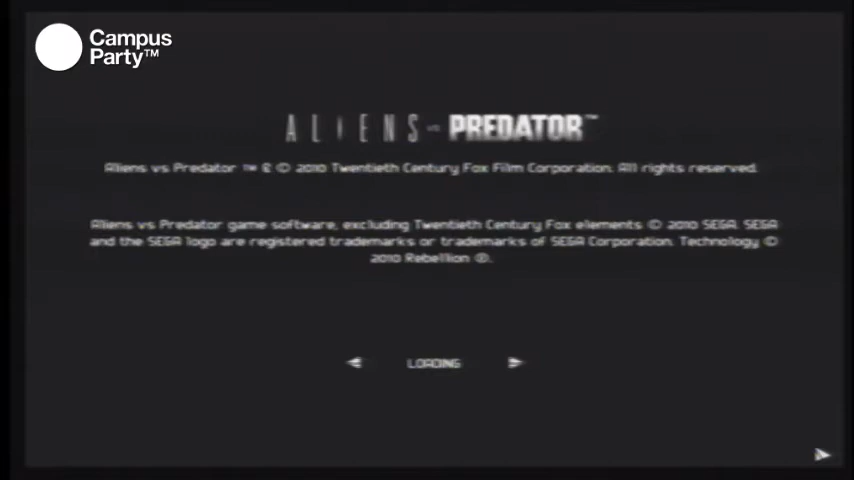 Campus
Party™
ALIENS vs PREDATOR™
Aliens vs Predator ™ & © 2010 Twentieth Century Fox Film Corporation. All rights reserved.
Aliens vs Predator game software, excluding Twentieth Century Fox elements © 2010 SEGA. SEGA
and the SEGA logo are registered trademarks or trademarks of SEGA Corporation. Technology ©
2010 Rebellion ®.
LOADING